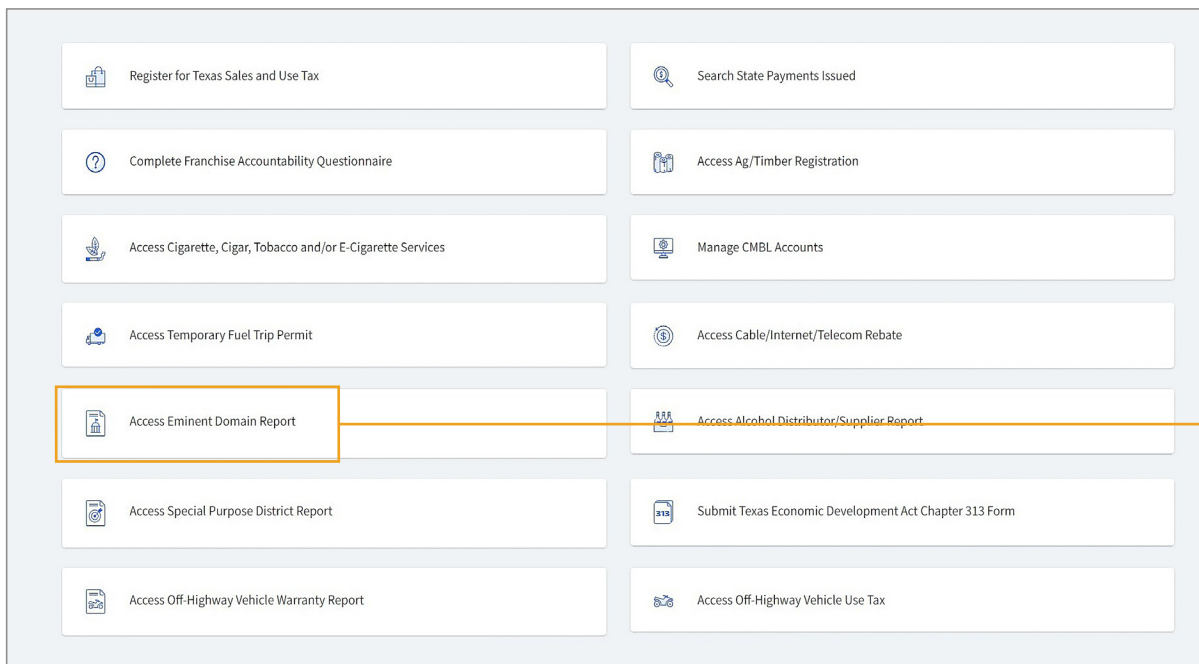 Register for Texas Sales and Use Tax
Search State Payments Issued
Complete Franchise Accountability Questionnaire
Access Ag/Timber Registration
Access Cigarette, Cigar, Tobacco and/or E-Cigarette Services
Manage CMBL Accounts
Access Temporary Fuel Trip Permit
Access Cable/Internet/Telecom Rebate
Access Eminent Domain Report
Access Alcohol Distributor/Supplier Report
Access Special Purpose District Report
313
Submit Texas Economic Development Act Chapter 313 Form
Access Off-Highway Vehicle Warranty Report
Access Off-Highway Vehicle Use Tax